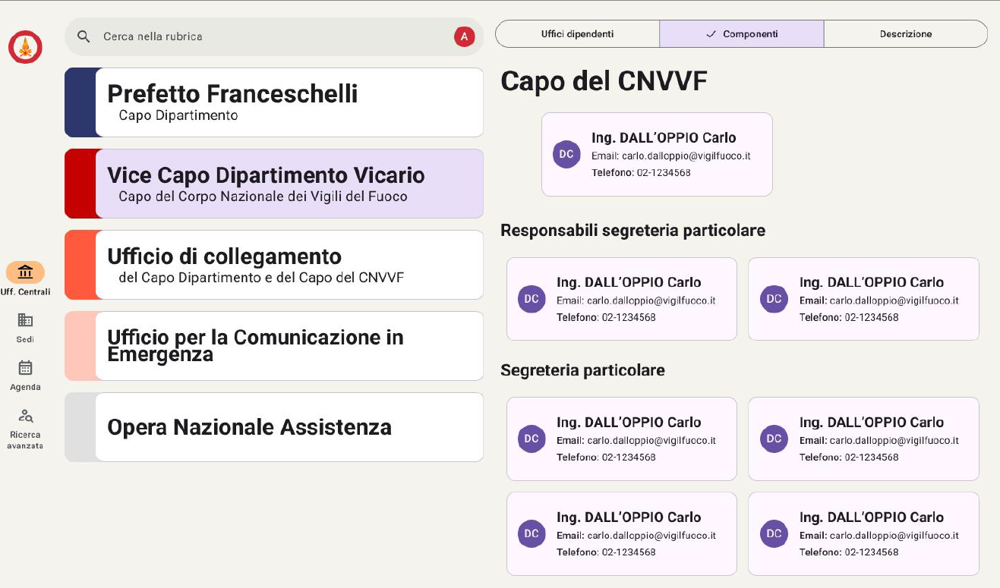 Cerca nella rubrica
A
Uffici dipendenti
Componenti
Descrizione
Uff. Centrali
Sedi
Agenda
Ricerca
avanzata
Prefetto Franceschelli
Capo Dipartimento
Vice Capo Dipartimento Vicario
Capo del Corpo Nazionale dei Vigili del Fuoco
Ufficio di collegamento
del Capo Dipartimento e del Capo del CNVVF
Ufficio per la Comunicazione in
Emergenza
Opera Nazionale Assistenza
Capo del CNVVF
DC
Ing. DALL’OPPIO Carlo
Email: carlo.dalloppio@vigilfuoco.it
Telefono: 02-1234568
Responsabili segreteria particolare
DC
Ing. DALL’OPPIO Carlo
Email: carlo.dalloppio@vigilfuoco.it
Telefono: 02-1234568
DC
Ing. DALL’OPPIO Carlo
Email: carlo.dalloppio@vigilfuoco.it
Telefono: 02-1234568
Segreteria particolare
DC
Ing. DALL’OPPIO Carlo
Email: carlo.dalloppio@vigilfuoco.it
Telefono: 02-1234568
DC
Ing. DALL’OPPIO Carlo
Email: carlo.dalloppio@vigilfuoco.it
Telefono: 02-1234568
DC
Ing. DALL’OPPIO Carlo
Email: carlo.dalloppio@vigilfuoco.it
Telefono: 02-1234568
DC
Ing. DALL’OPPIO Carlo
Email: carlo.dalloppio@vigilfuoco.it
Telefono: 02-1234568